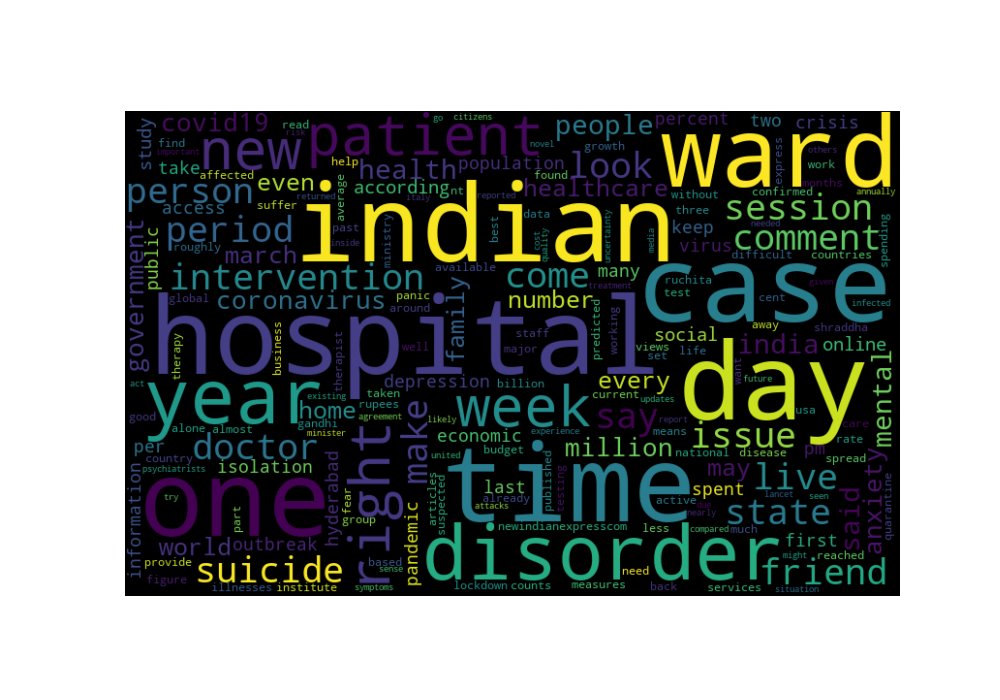 covid19 read patient go citizens people percent two crisis
risk
study find new novel growth express others
important take help health population look ward work
affected found months
person even according nt healthcare without confirmed annually
suffer average returned italy reported three
access indian data session
period past best keep needed spending
public roughly march ministry inside cost quality uncertainty media virus difficult comment countries
government intervention available come many ruchita case
panic treatment test cent
global coronavirus around family number predicted working infected
hospital staff social away shraddha
therapy business therapist well major views set life india online
year depression billion every day want future usa
act existing taken current updates mental
good home rupees likely week say
alone almost gandhi agreement experience means report issue care
per doctor minister make economic million national disease rate
country united budget spread
psychiatrists isolation right articles suspected already published testing may pm
information one hyderabad last time active spent live anxiety lancet seen quarantine
try fear attacks nearly
part group pandemic newindianexpresscom less compared much state said
world outbreak disorder first
provide based might reached
suicide sense need friend
figure illnesses institute symptoms lockdown counts measures back services situation